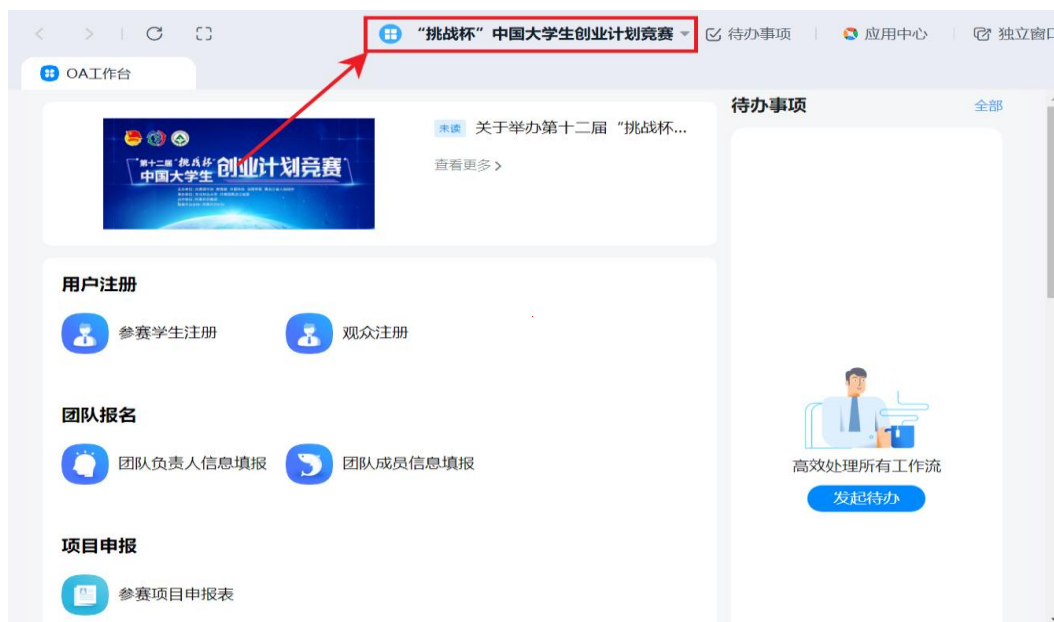 “挑战杯”中国大学生创业计划竞赛
待办事项
应用中心
独立窗口
OA工作台
第十二届“挑战杯”
中国大学生 创业计划竞赛
未读 关于举办第十二届“挑战杯...
查看更多 >
待办事项 全部
用户注册
参赛学生注册 观众注册
团队报名
团队负责人信息填报 团队成员信息填报
高效处理所有工作流
发起待办
项目申报
参赛项目申报表